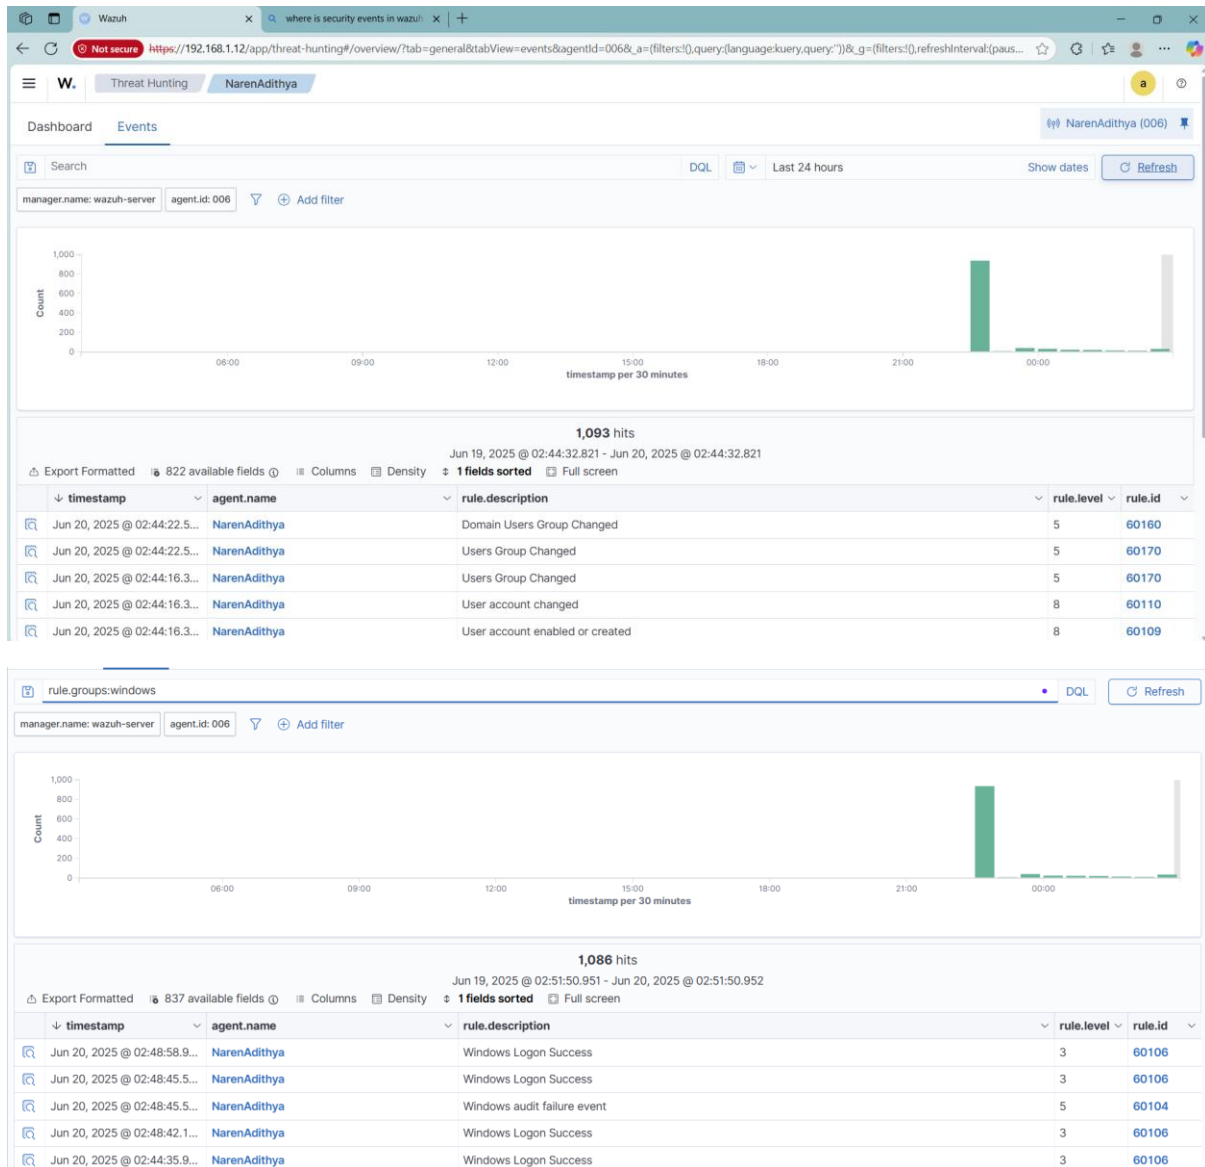 Wazuh where is security events in wazuh
Not secure https://192.168.1.12/app/threat-hunting#/overview/?tab=general&tabView=events&agentId=006&_a=(filters:!(),query:(language:kuery,query:''))&_g=(filters:!(),refreshInterval:(paus...
W. Threat Hunting NarenAdithya a
Dashboard Events NarenAdithya (006)
Search DQL Last 24 hours Show dates Refresh
manager.name: wazuh-server agent.id: 006 Add filter
1,000
800
600
400
200
0
Count
06:00 09:00 12:00 15:00 18:00 21:00 00:00
timestamp per 30 minutes
1,093 hits
Jun 19, 2025 @ 02:44:32.821 - Jun 20, 2025 @ 02:44:32.821
Export Formatted 822 available fields Columns Density 1 fields sorted Full screen
timestamp agent.name rule.description rule.level rule.id
Jun 20, 2025 @ 02:44:22.5... NarenAdithya Domain Users Group Changed 5 60160
Jun 20, 2025 @ 02:44:22.5... NarenAdithya Users Group Changed 5 60170
Jun 20, 2025 @ 02:44:16.3... NarenAdithya Users Group Changed 5 60170
Jun 20, 2025 @ 02:44:16.3... NarenAdithya User account changed 8 60110
Jun 20, 2025 @ 02:44:16.3... NarenAdithya User account enabled or created 8 60109
rule.groups:windows DQL Refresh
manager.name: wazuh-server agent.id: 006 Add filter
1,000
800
600
400
200
0
Count
06:00 09:00 12:00 15:00 18:00 21:00 00:00
timestamp per 30 minutes
1,086 hits
Jun 19, 2025 @ 02:51:50.951 - Jun 20, 2025 @ 02:51:50.952
Export Formatted 837 available fields Columns Density 1 fields sorted Full screen
timestamp agent.name rule.description rule.level rule.id
Jun 20, 2025 @ 02:48:58.9... NarenAdithya Windows Logon Success 3 60106
Jun 20, 2025 @ 02:48:45.5... NarenAdithya Windows Logon Success 3 60106
Jun 20, 2025 @ 02:48:45.5... NarenAdithya Windows audit failure event 5 60104
Jun 20, 2025 @ 02:48:42.1... NarenAdithya Windows Logon Success 3 60106
Jun 20, 2025 @ 02:44:35.9... NarenAdithya Windows Logon Success 3 60106